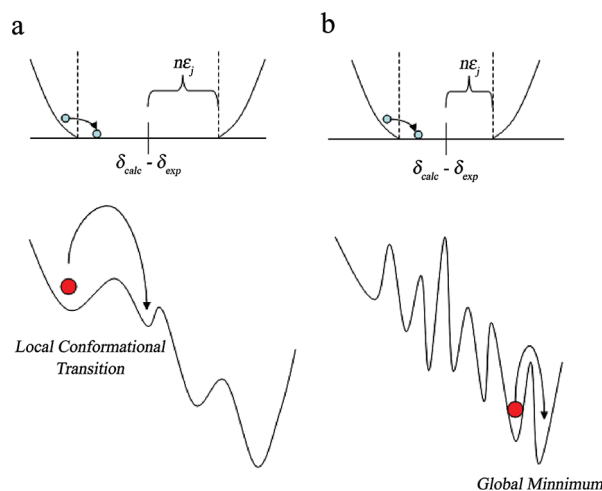 a
b
nεj
nεj
δcalc - δexp
δcalc - δexp
Local Conformational
Transition
Global Minnimum